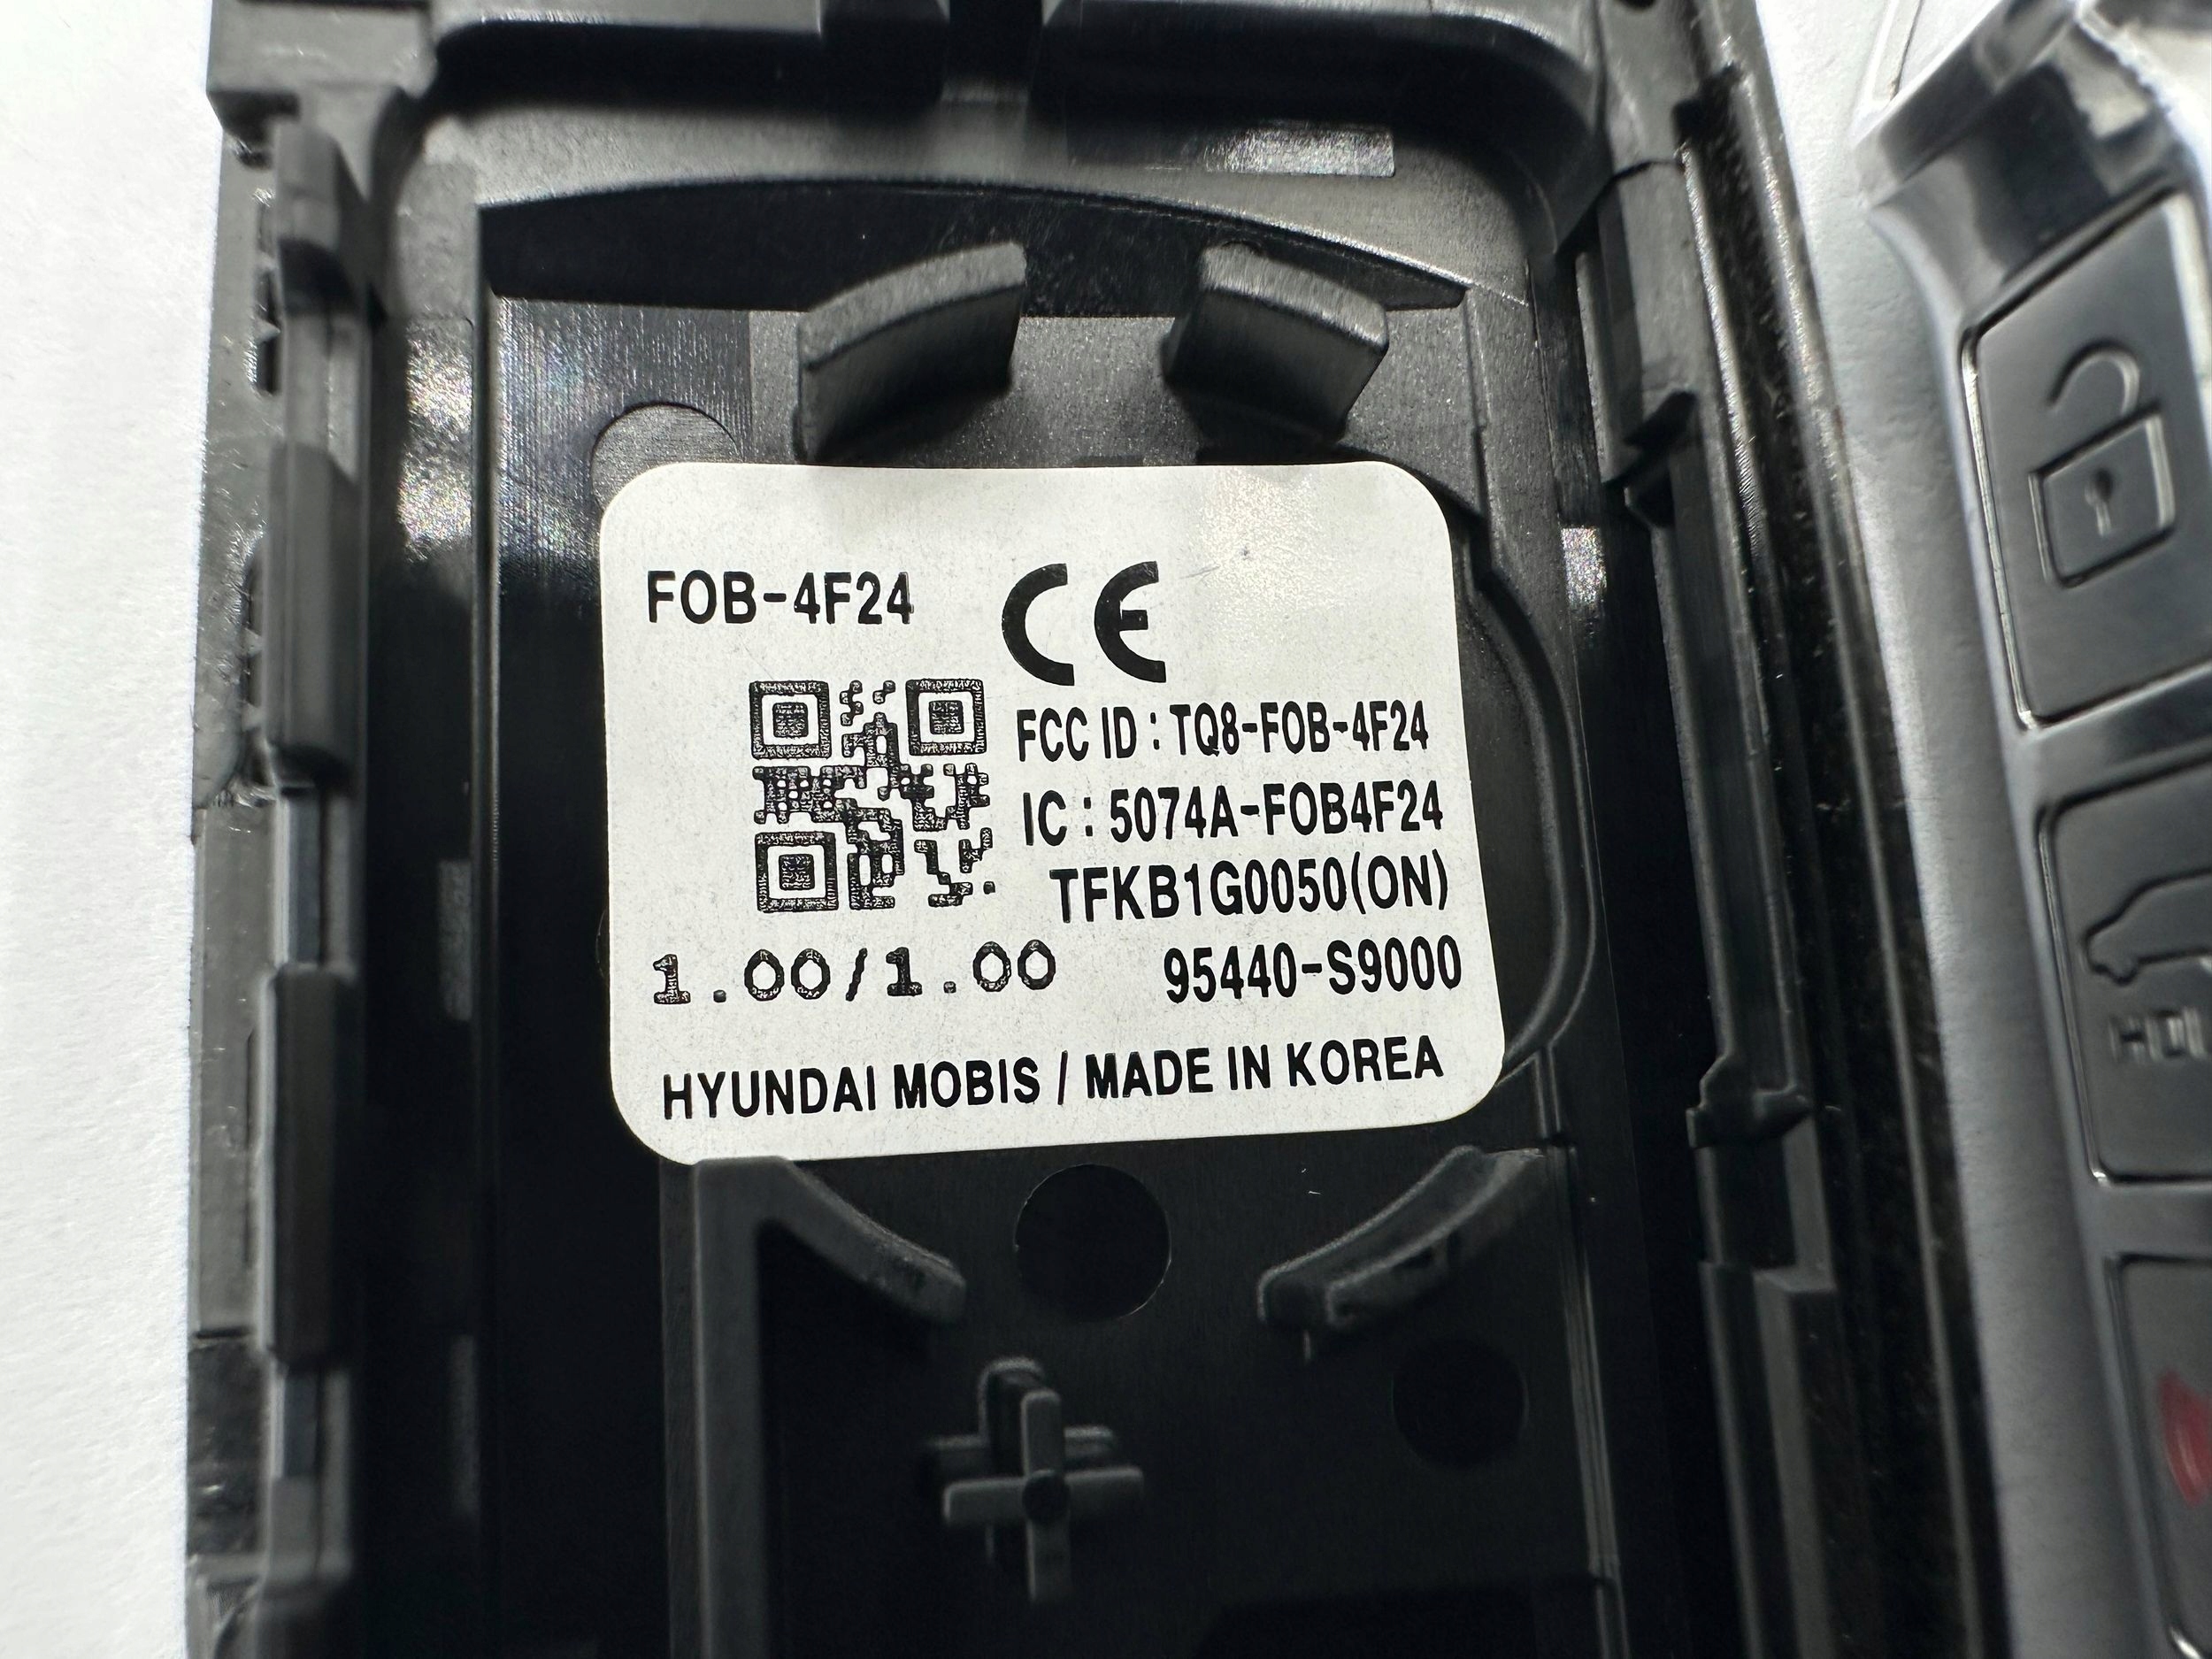 FOB-4F24
CE
FCC ID : TQ8-FOB-4F24
IC : 5074A-FOB4F24
TFKB1G0050(ON)
1.00/1.00
95440-S9000
HYUNDAI MOBIS / MADE IN KOREA